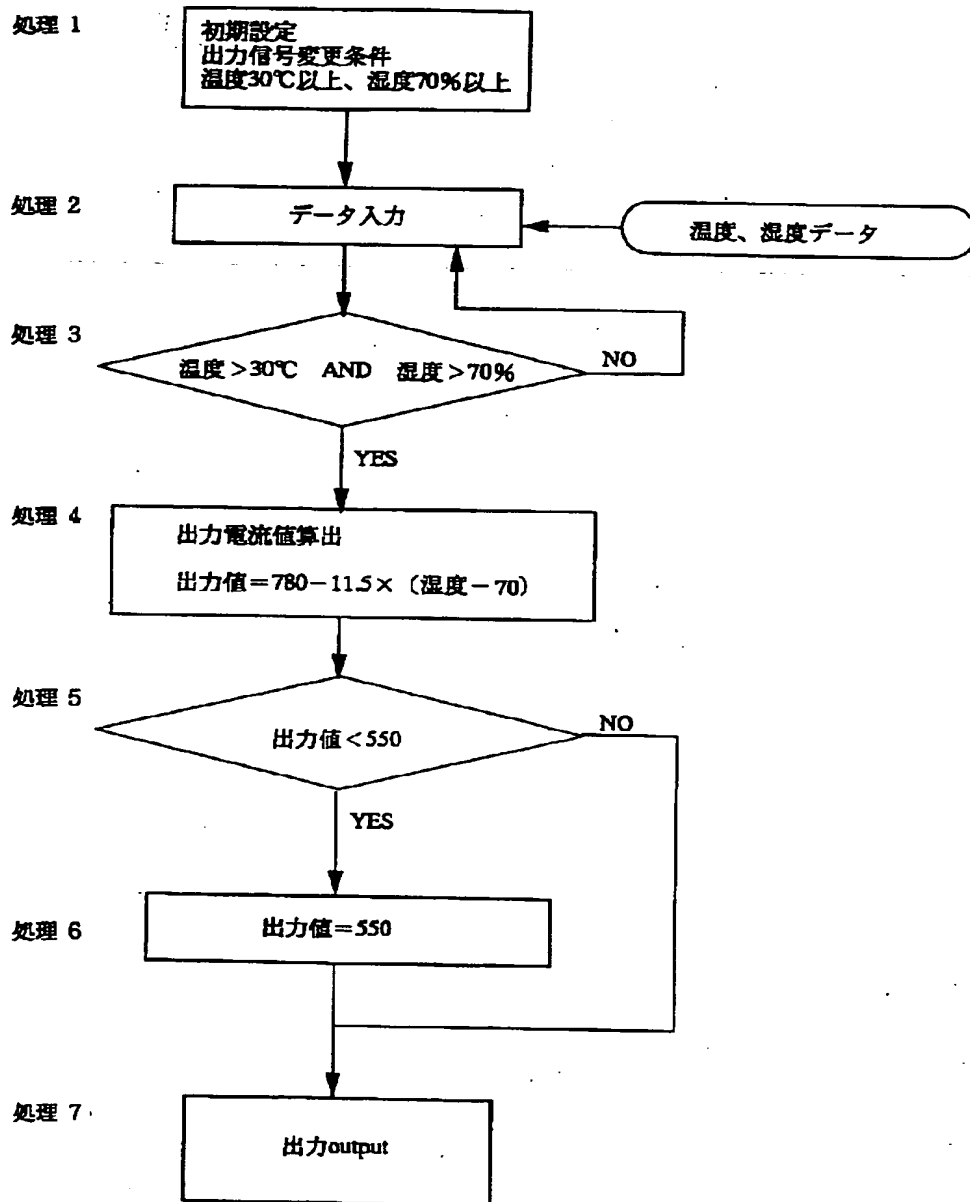 処理 1
初期設定
出力信号変更条件
温度30℃以上、湿度70%以上
処理 2
データ入力
温度、湿度データ
処理 3
温度>30℃ AND 湿度>70%
NO
YES
処理 4
出力電流値算出
出力値=780-11.5×(湿度-70)
処理 5
出力値<550
NO
YES
処理 6
出力値=550
処理 7
出力output